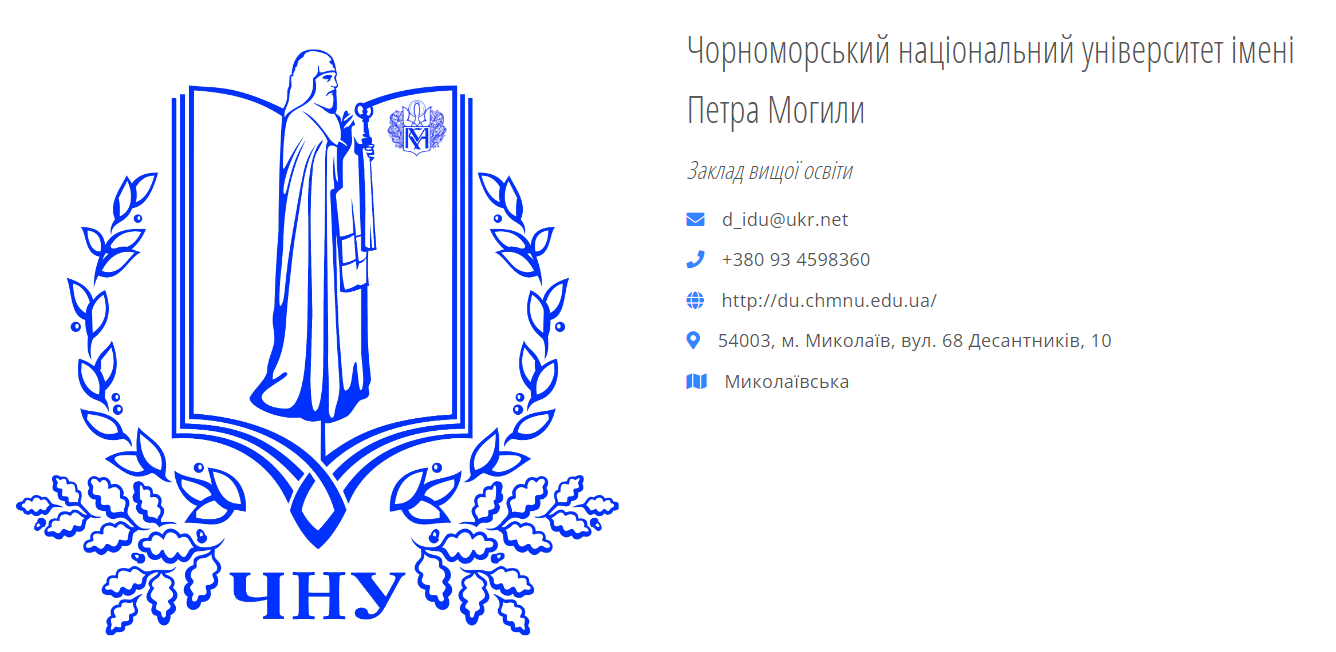 Чорноморський національний університет імені
Петра Могили
Заклад вищої освіти
d_idu@ukr.net
+380 93 4598360
http://du.chmnu.edu.ua/
54003, м. Миколаїв, вул. 68 Десантників, 10
Миколаївська
ЧНУ